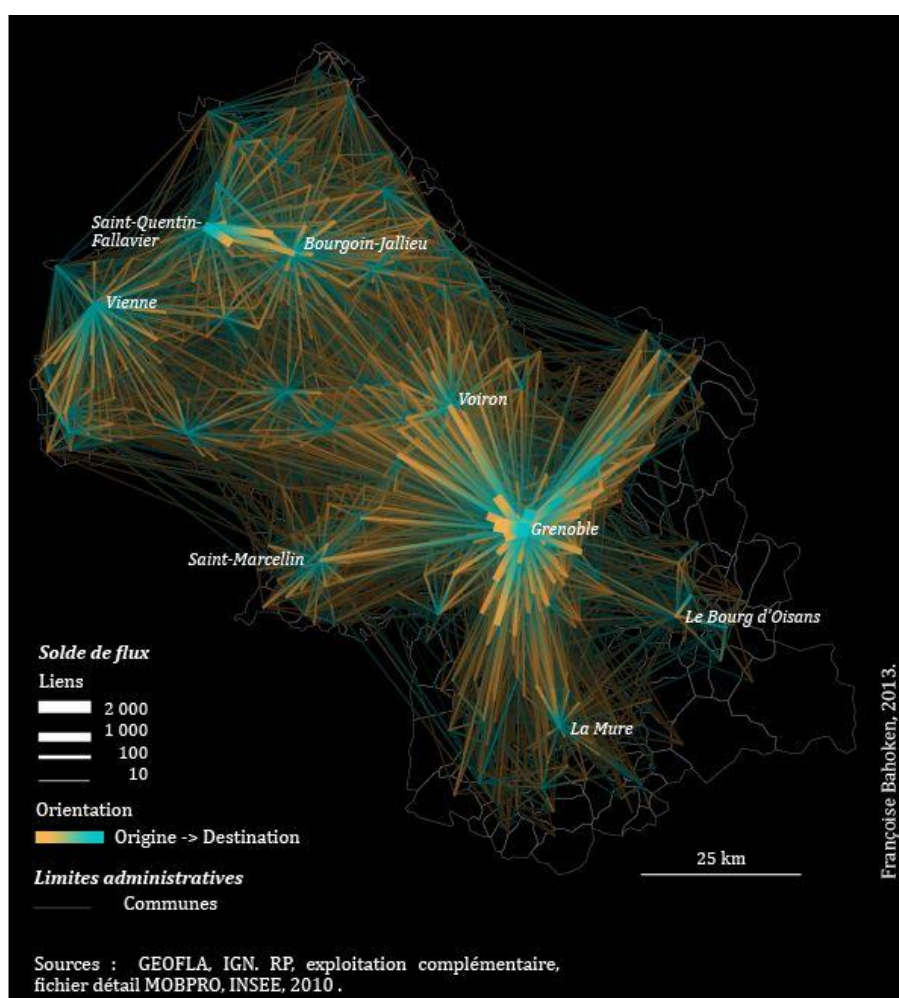 Saint-Quentin-
Fallavier
Bourgoin-Jallieu
Vienne
Voiron
Grenoble
Saint-Marcellin
Le Bourg d'Oisans
La Mure
Solde de flux
Liens
2 000
1 000
100
10
Orientation
Origine -> Destination
Limites administratives
Communes
25 km
Françoise Bahoken, 2013.
Sources : GEOFLA, IGN. RP, exploitation complémentaire,
fichier détail MOBPRO, INSEE, 2010 .